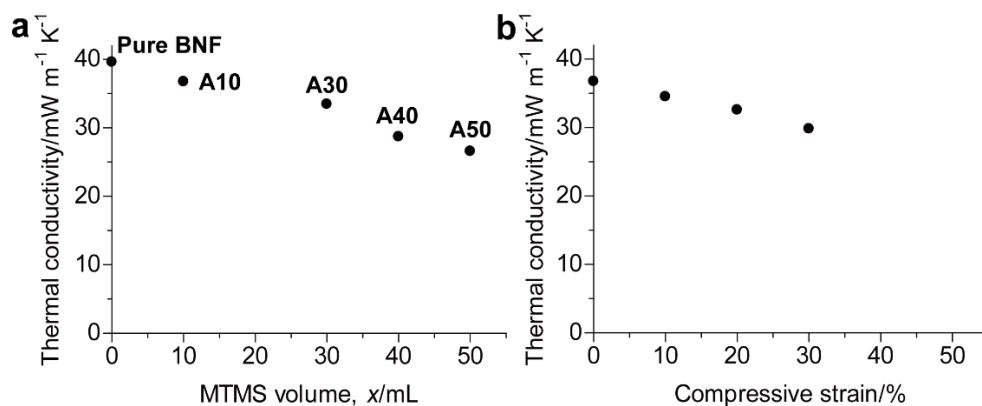 a
Thermal conductivity/mW m⁻¹ K⁻¹
40
30
20
10
0
Pure BNF
A10
A30
A40
A50
0 10 20 30 40 50
MTMS volume, x/mL
b
Thermal conductivity/mW m⁻¹ K⁻¹
40
30
20
10
0
0 10 20 30 40 50
Compressive strain/%